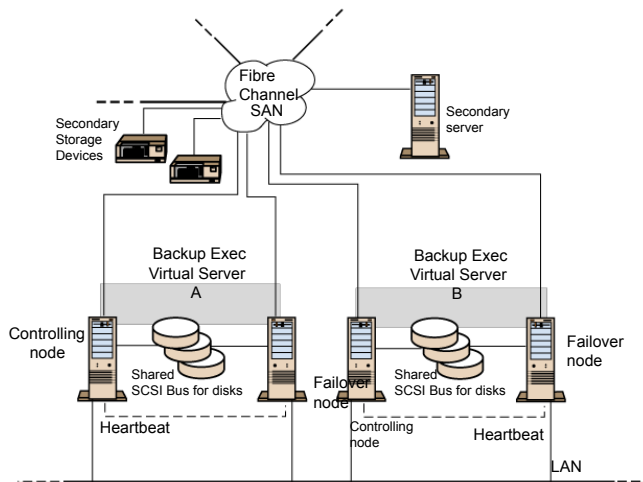 Fibre
Channel
SAN
Secondary
Storage
Devices
Secondary
server
Backup Exec
Virtual Server
A
Backup Exec
Virtual Server
B
Controlling
node
Shared
SCSI Bus for disks
Failover
node
Shared
SCSI Bus for disks
Failover
node
Heartbeat
Controlling
node
Heartbeat
LAN